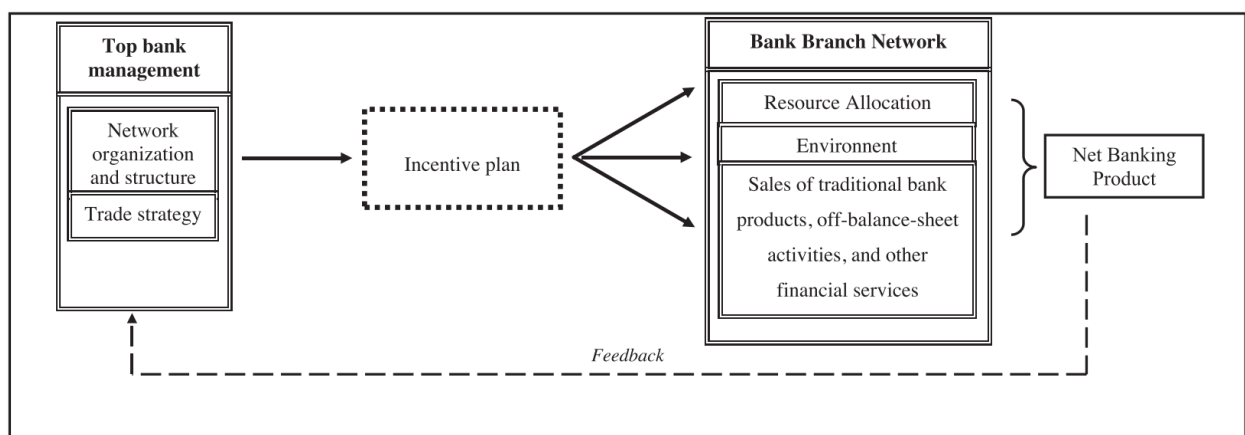 Top bank
management
Network
organization
and structure
Trade strategy
Incentive plan
Bank Branch Network
Resource Allocation
Environment
Sales of traditional bank
products, off-balance-sheet
activities, and other
financial services
Net Banking
Product
Feedback